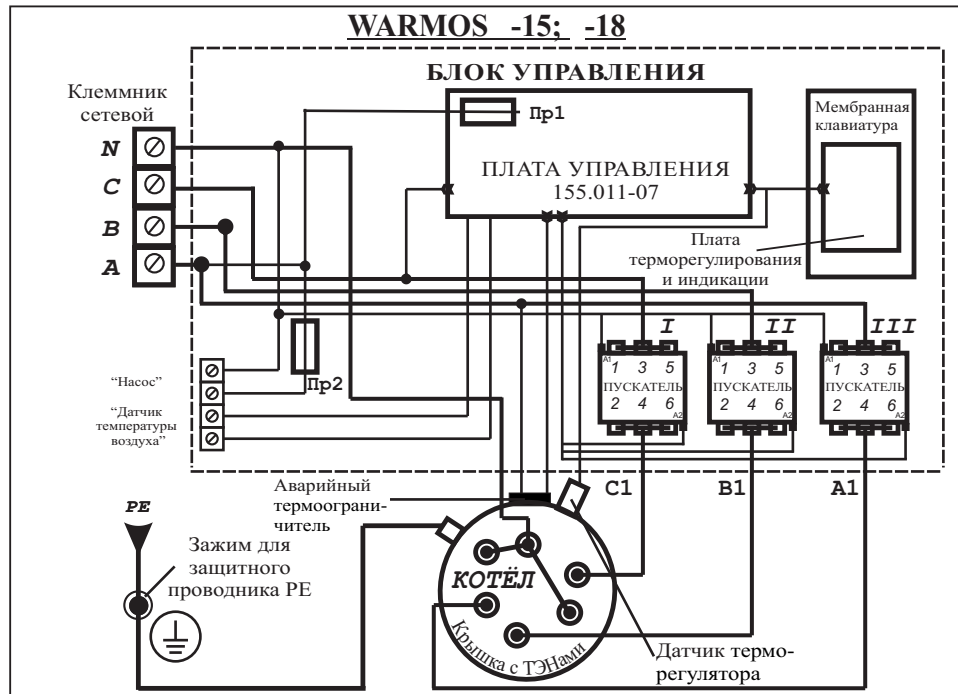 WARMOS -15; -18
БЛОК УПРАВЛЕНИЯ
Клеммник
сетевой
N
C
B
A
Пр1
ПЛАТА УПРАВЛЕНИЯ
155.011-07
Мембранная
клавиатура
Плата
терморегулирования
и индикации
I
II
III
A1
1 3 5
ПУСКАТЕЛЬ
2 4 6
A2
A1
1 3 5
ПУСКАТЕЛЬ
2 4 6
A2
A1
1 3 5
ПУСКАТЕЛЬ
2 4 6
A2
Пр2
“Насос”
“Датчик
температуры
воздуха”
C1
B1
A1
Аварийный
термоограни-
читель
PE
Зажим для
защитного
проводника PE
КОТЁЛ
Крышка с ТЭНами
Датчик термо-
регулятора